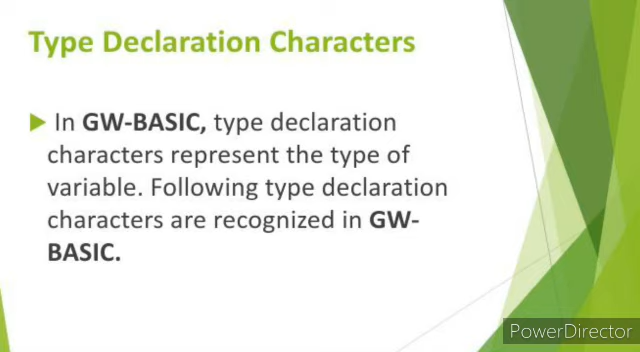 Type Declaration Characters
In GW-BASIC, type declaration
characters represent the type of
variable. Following type declaration
characters are recognized in GW-
BASIC.
PowerDirector